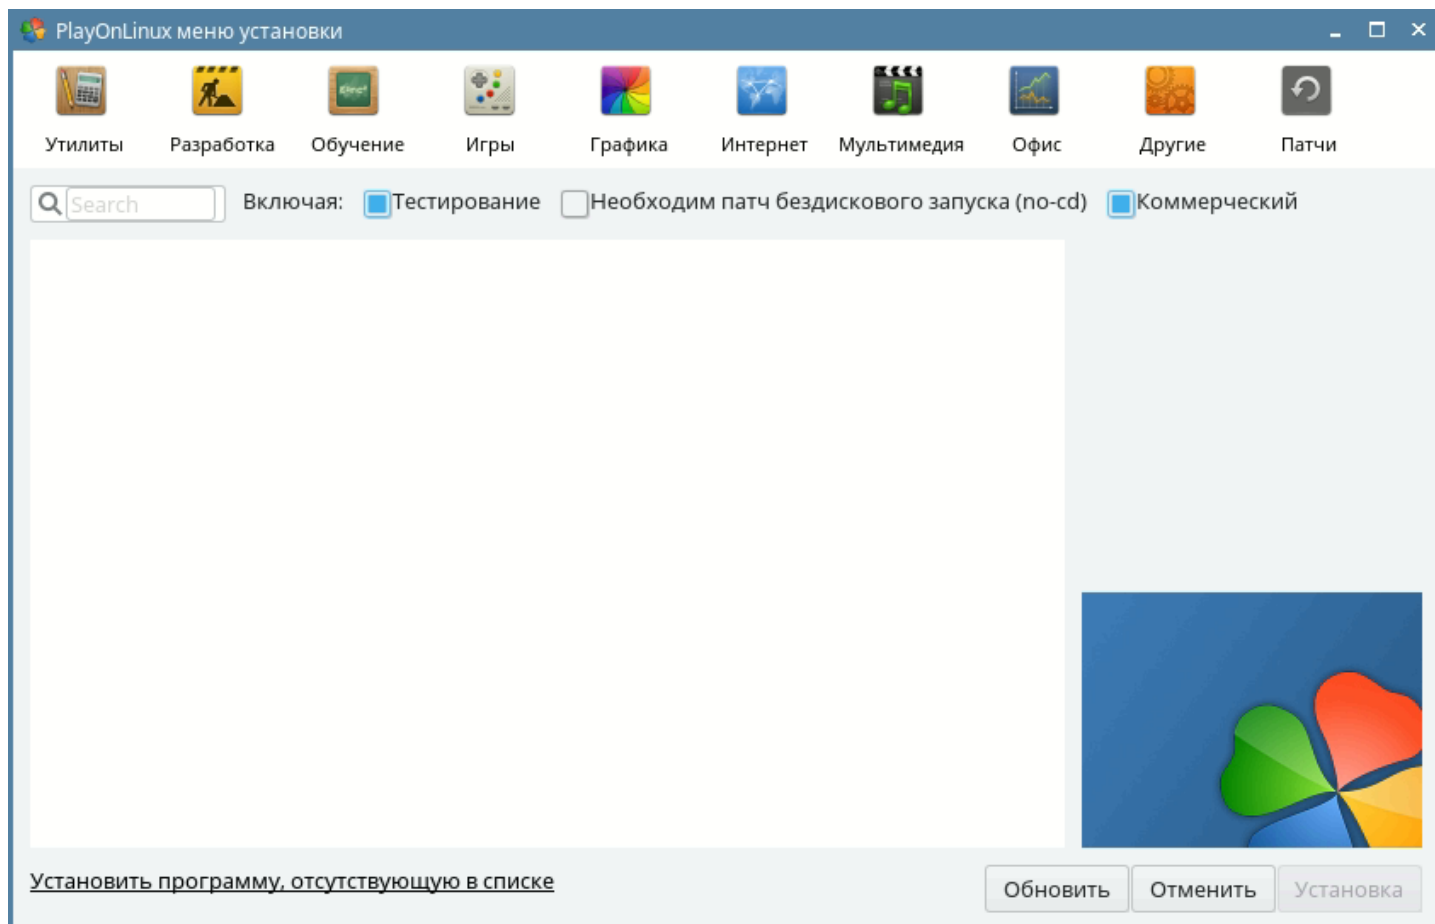 PlayOnLinux меню установки
Утилиты Разработка Обучение Игры Графика Интернет Мультимедия Офис Другие Патчи
Search Включая: Тестирование Необходим патч бездискового запуска (no-cd) Коммерческий
Установить программу, отсутствующую в списке
Обновить Отменить Установка